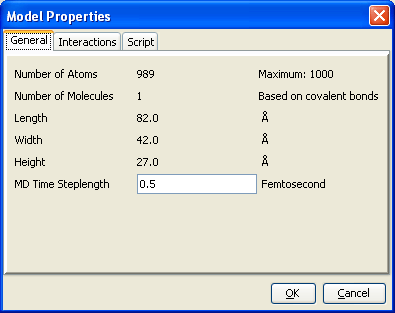 Model Properties
General Interactions Script
Number of Atoms 989 Maximum: 1000
Number of Molecules 1 Based on covalent bonds
Length 82.0 Å
Width 42.0 Å
Height 27.0 Å
MD Time Steplength 0.5 Femtosecond
OK Cancel